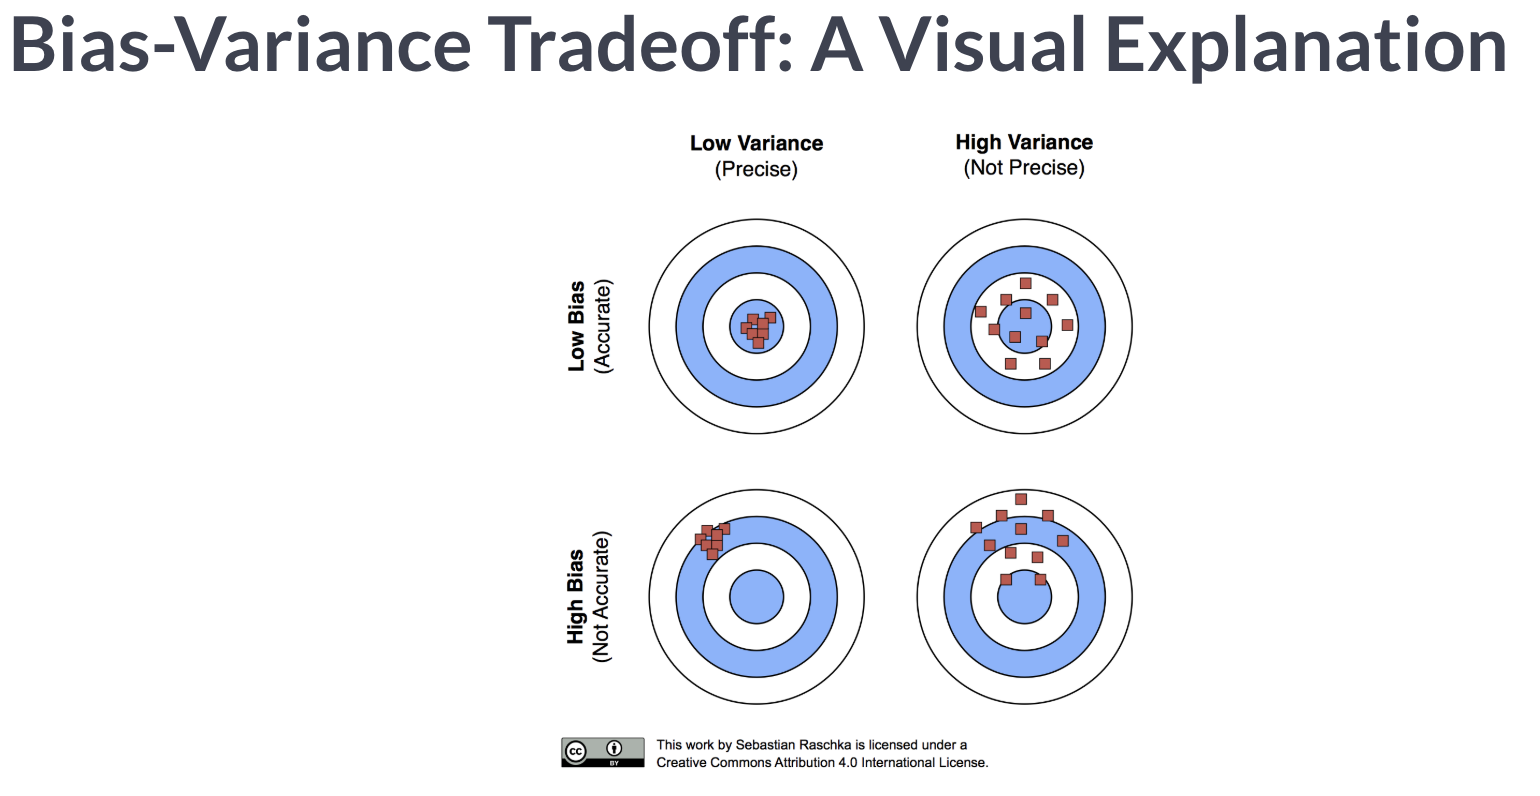 Bias-Variance Tradeoff: A Visual Explanation
Low Variance
(Precise)
High Variance
(Not Precise)
Low Bias
(Accurate)
High Bias
(Not Accurate)
cc
BY
This work by Sebastian Raschka is licensed under a
Creative Commons Attribution 4.0 International License.